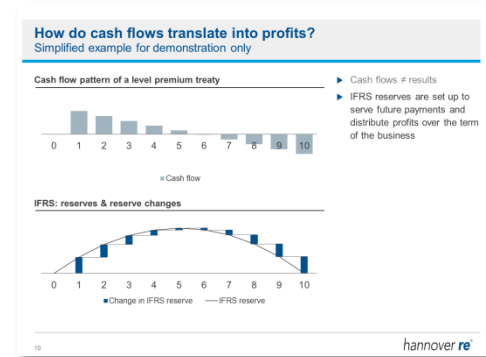 How do cash flows translate into profits?
Simplified example for demonstration only
Cash flow pattern of a level premium treaty
0 1 2 3 4 5 6 7 8 9 10
Cash flow
IFRS: reserves & reserve changes
0 1 2 3 4 5 6 7 8 9 10
Change in IFRS reserve IFRS reserve
Cash flows ≠ results
IFRS reserves are set up to
serve future payments and
distribute profits over the term
of the business
10
hannover re